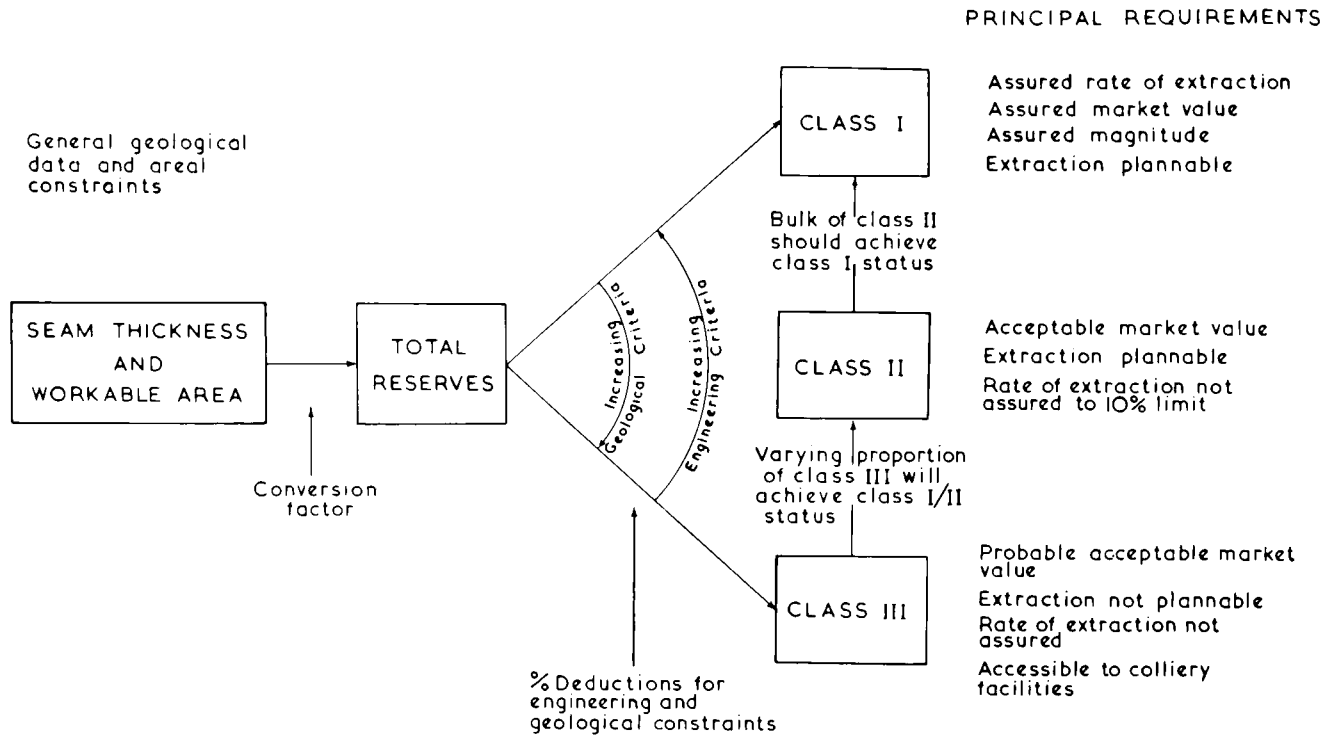 PRINCIPAL REQUIREMENTS
General geological
data and areal
constraints
SEAM THICKNESS
AND
WORKABLE AREA
Conversion
factor
TOTAL
RESERVES
Increasing
Geological Criteria
Increasing
Engineering Criteria
% Deductions for
engineering and
geological constraints
CLASS I
Assured rate of extraction
Assured market value
Assured magnitude
Extraction plannable
Bulk of class II
should achieve
class I status
CLASS II
Acceptable market value
Extraction plannable
Rate of extraction not
assured to 10% limit
Varying proportion
of class III will
achieve class I/II
status
CLASS III
Probable acceptable market
value
Extraction not plannable
Rate of extraction not
assured
Accessible to colliery
facilities